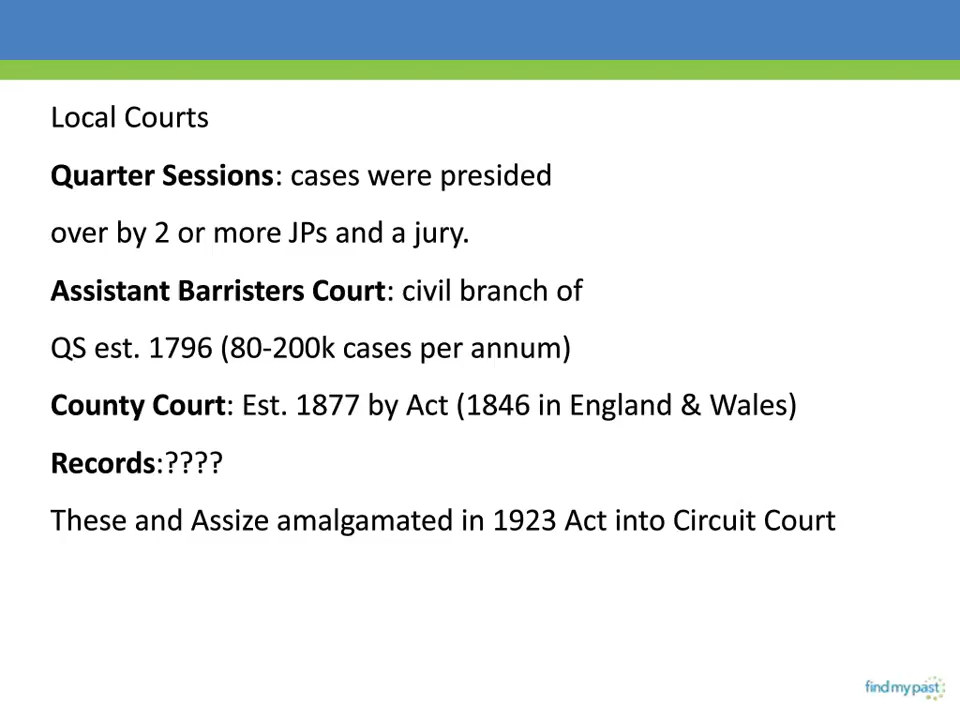 Local Courts
Quarter Sessions: cases were presided
over by 2 or more JPs and a jury.
Assistant Barristers Court: civil branch of
QS est. 1796 (80-200k cases per annum)
County Court: Est. 1877 by Act (1846 in England & Wales)
Records:????
These and Assize amalgamated in 1923 Act into Circuit Court
findmypast